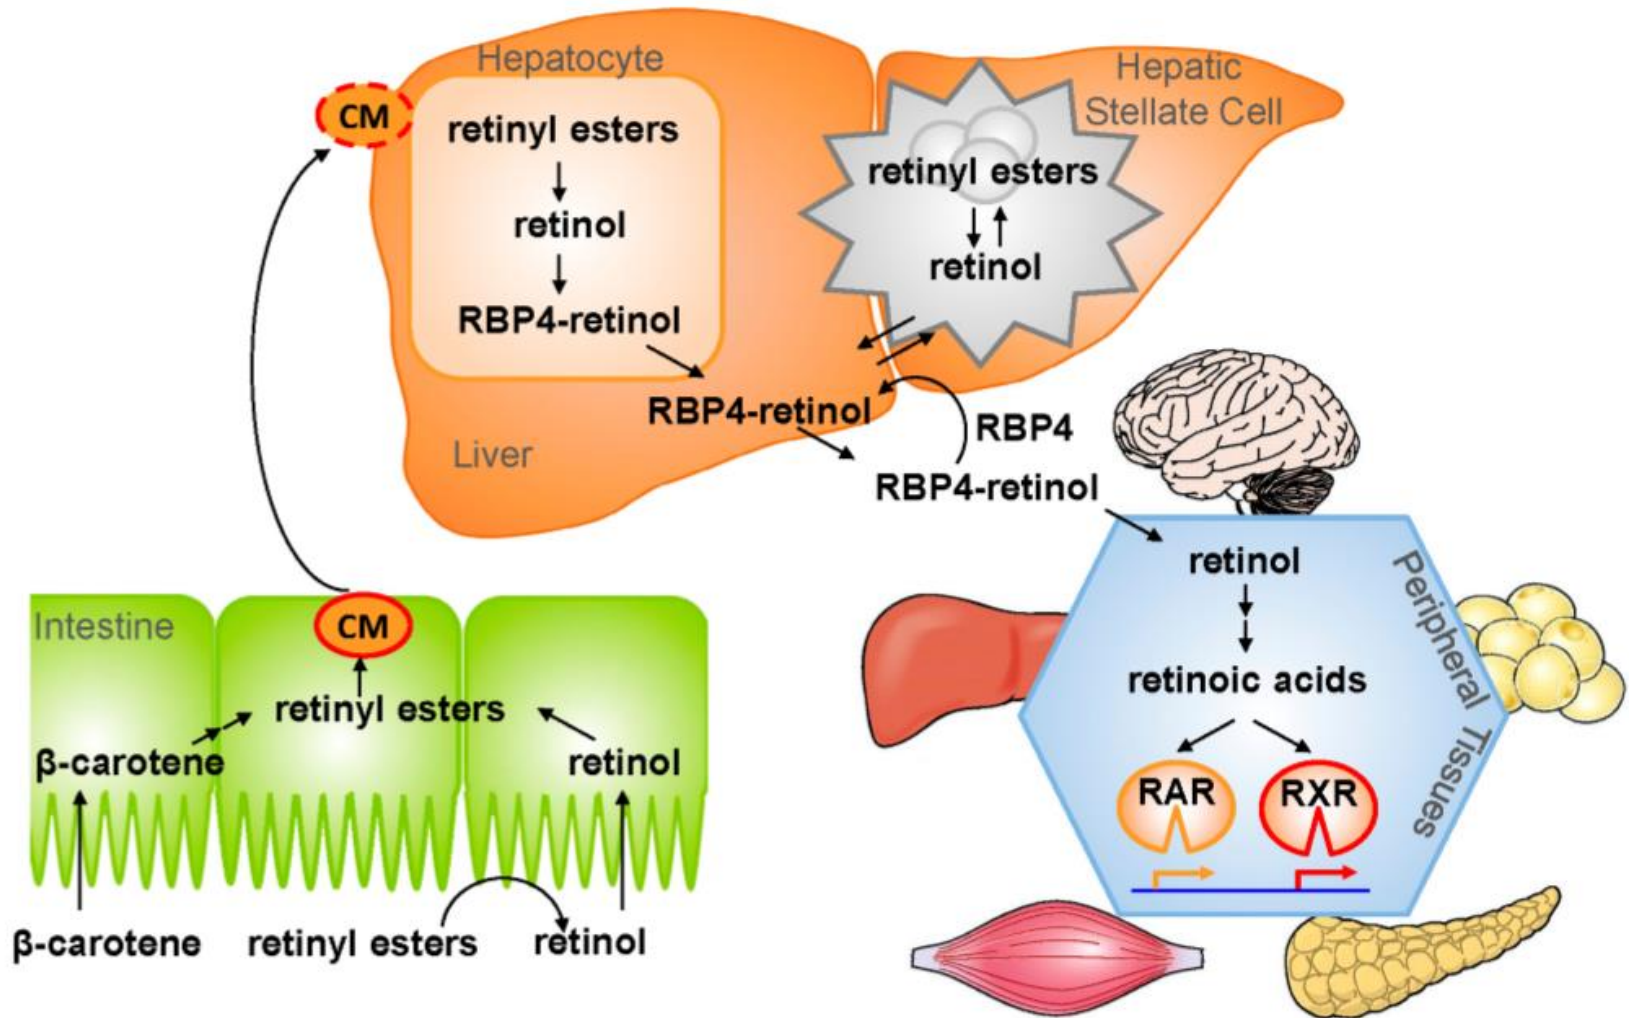 Hepatocyte
CM
retinyl esters
retinol
RBP4-retinol
RBP4-retinol
Liver
Hepatic
Stellate Cell
retinyl esters
retinol
RBP4
RBP4-retinol
Intestine
CM
retinyl esters
β-carotene
retinol
β-carotene
retinyl esters
retinol
retinol
retinoic acids
RAR
RXR
Peripheral
Tissues